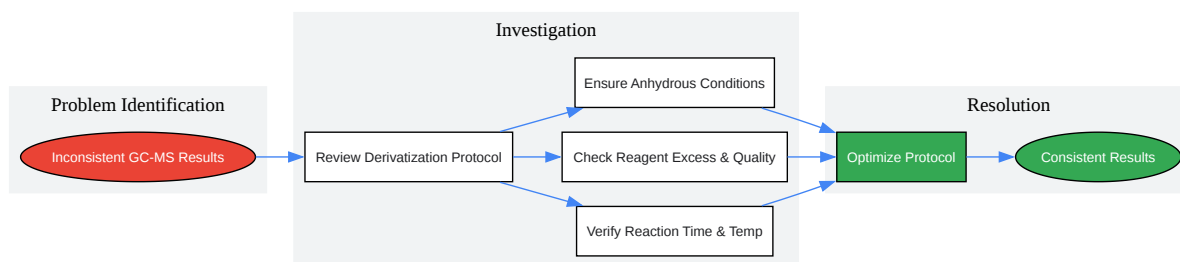 Problem Identification
Inconsistent GC-MS Results
Investigation
Review Derivatization Protocol
Ensure Anhydrous Conditions
Check Reagent Excess & Quality
Verify Reaction Time & Temp
Resolution
Optimize Protocol
Consistent Results